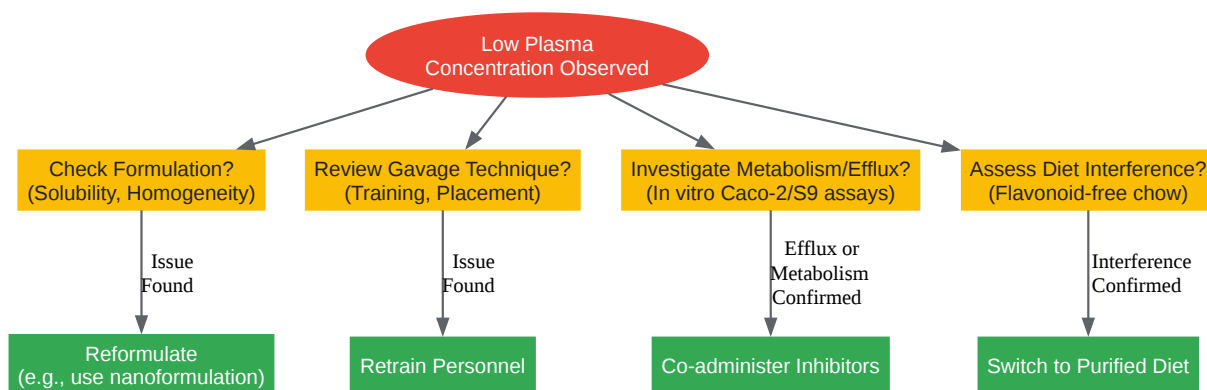 Low Plasma
Concentration Observed
Check Formulation?
(Solubility, Homogeneity)
Review Gavage Technique?
(Training, Placement)
Investigate Metabolism/Efflux?
(In vitro Caco-2/S9 assays)
Assess Diet Interference?
(Flavonoid-free chow)
Issue
Found
Issue
Found
Efflux or
Metabolism
Confirmed
Interference
Confirmed
Reformulate
(e.g., use nanoformulation)
Retrain Personnel
Co-administer Inhibitors
Switch to Purified Diet